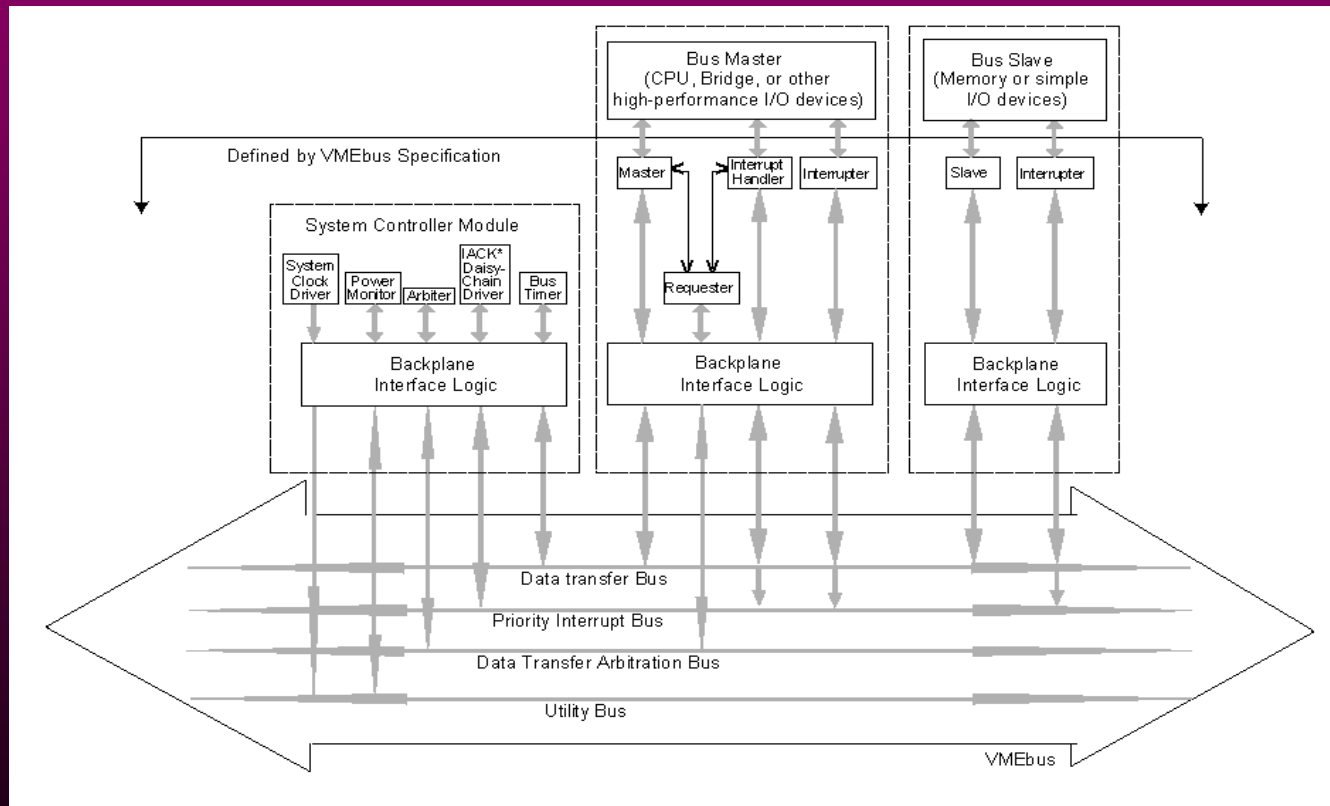 Bus Master
(CPU, Bridge, or other
high-performance I/O devices)
Bus Slave
(Memory or simple
I/O devices)
Defined by VMEbus Specification
Master
Interrupt
Handler
Interrupter
Slave
Interrupter
System Controller Module
System
Clock
Driver
Power
Monitor
Arbiter
IACK*
Daisy-
Chain
Driver
Bus
Timer
Requester
Backplane
Interface Logic
Backplane
Interface Logic
Backplane
Interface Logic
Data transfer Bus
Priority Interrupt Bus
Data Transfer Arbitration Bus
Utility Bus
VMEbus